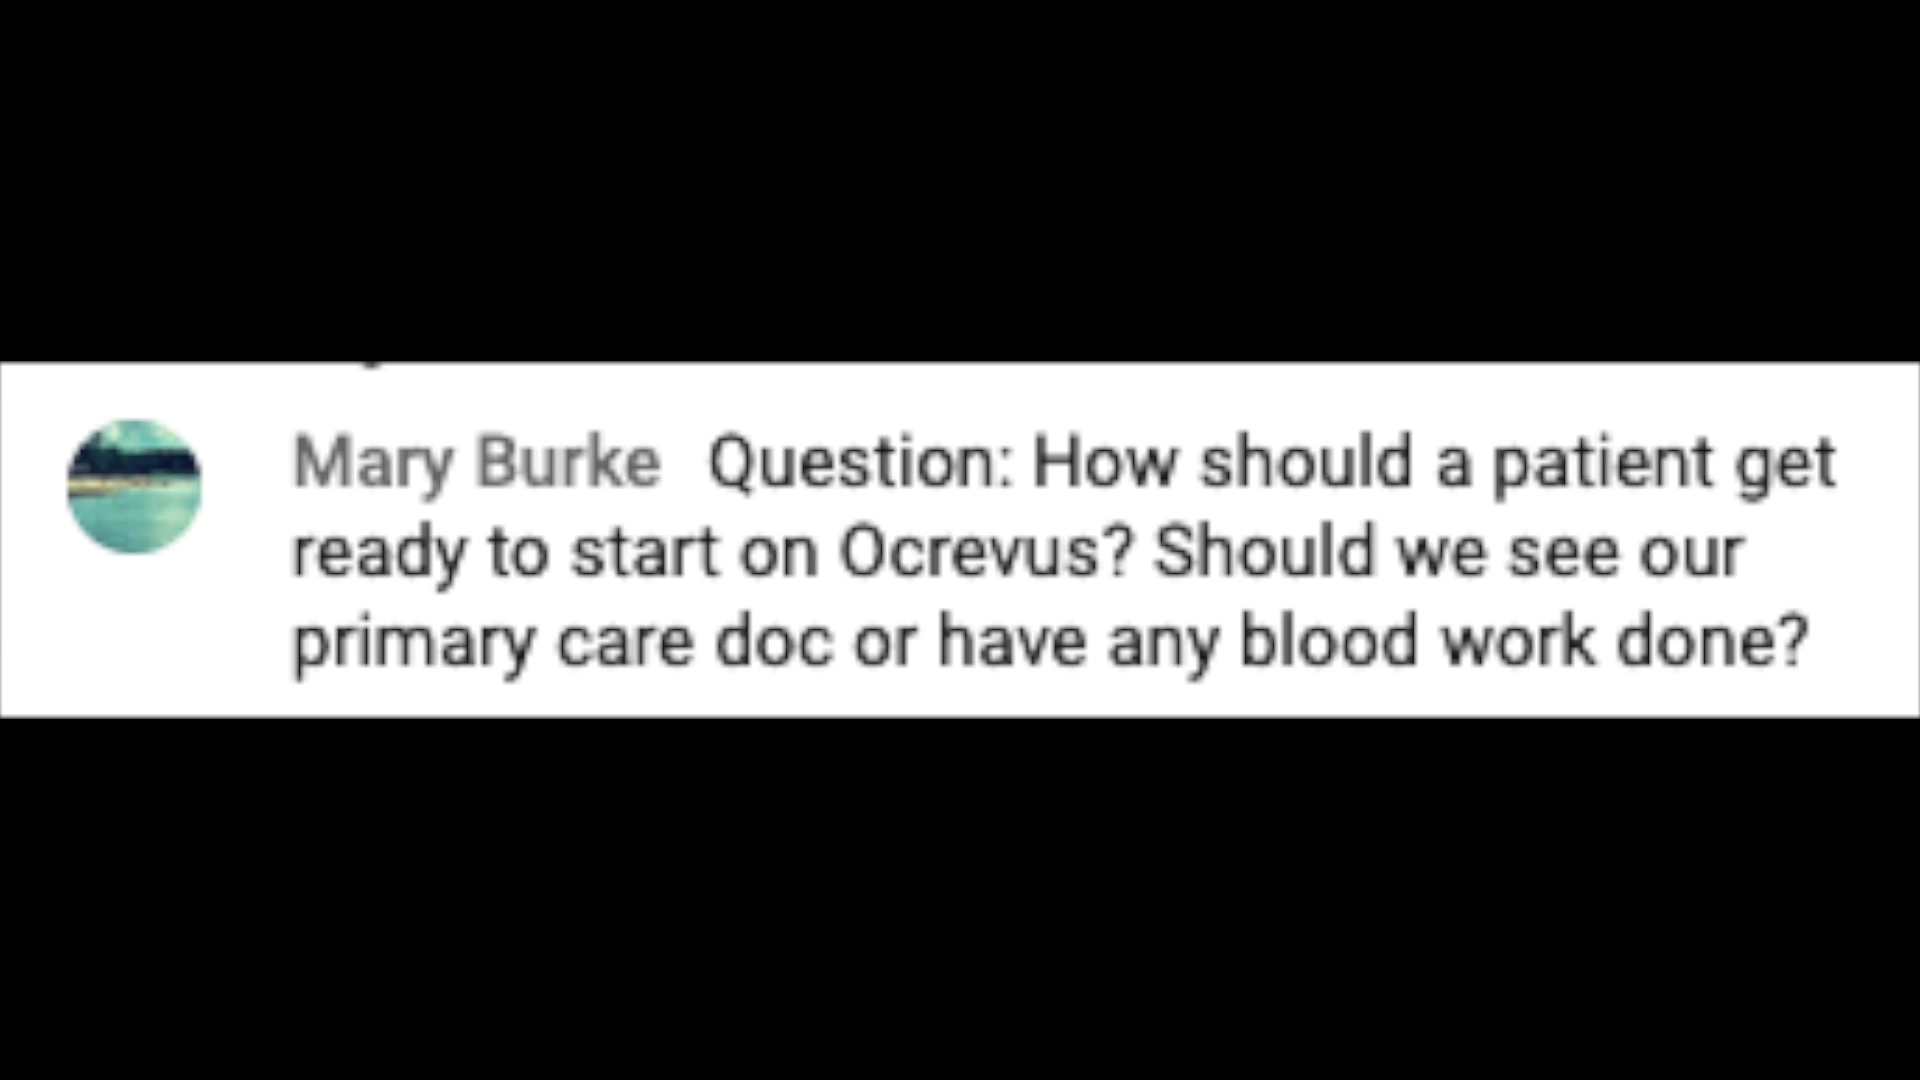 Mary Burke Question: How should a patient get
ready to start on Ocrevus? Should we see our
primary care doc or have any blood work done?